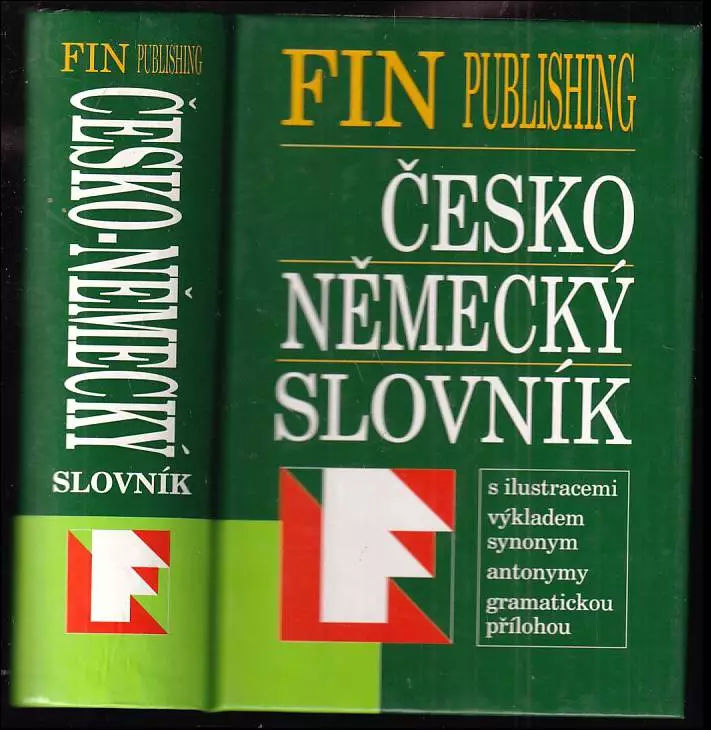 FIN PUBLISHING
ČESKO-NĚMECKÝ
SLOVNÍK
FIN PUBLISHING
ČESKO
NĚMECKÝ
SLOVNÍK
s ilustracemi
výkladem
synonym
antonymy
gramatickou
přílohou